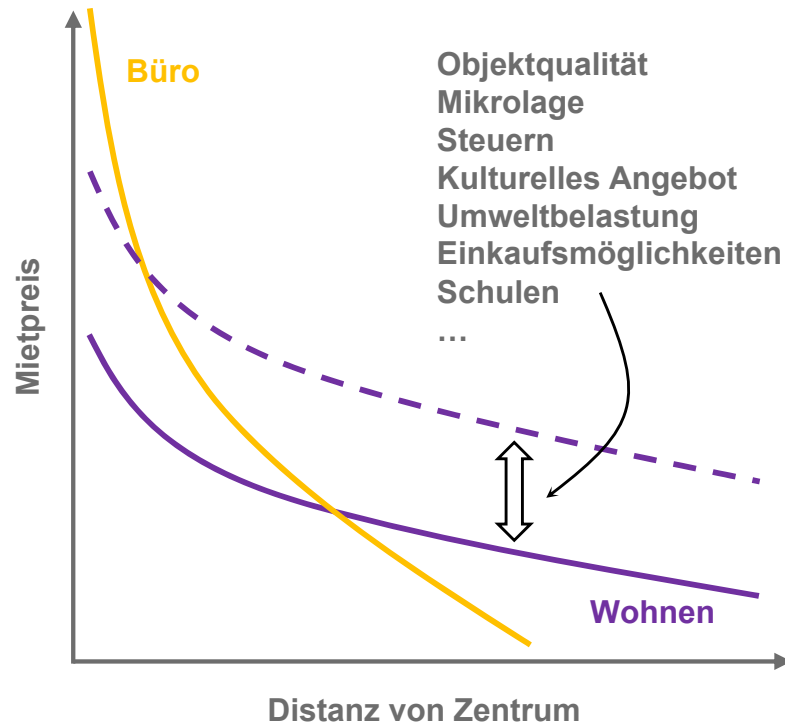 Büro
Objektqualität
Mikrolage
Steuern
Kulturelles Angebot
Umweltbelastung
Einkaufsmöglichkeiten
Schulen
…
Mietpreis
Wohnen
Distanz von Zentrum